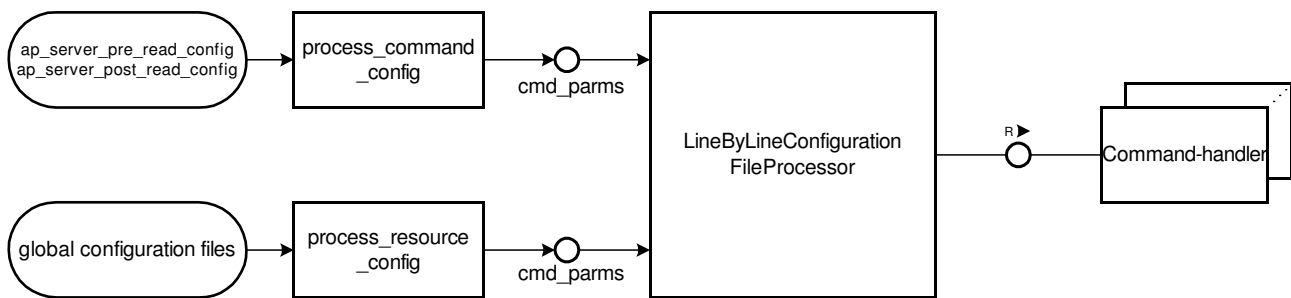 ap_server_pre_read_config
ap_server_post_read_config
process_command
_config
cmd_parms
LineByLineConfiguration
FileProcessor
R
Command-handler
global configuration files
process_resource
_config
cmd_parms